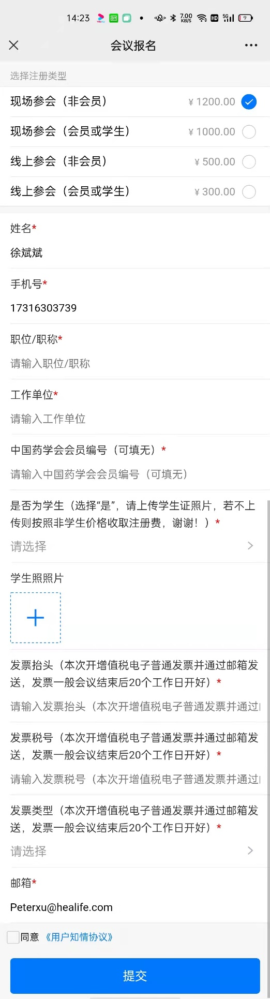 14:23
7.00
KB/S
HD
5G
9
会议报名
选择注册类型
现场参会（非会员）
¥ 1200.00
现场参会（会员或学生）
¥ 1000.00
线上参会（非会员）
¥ 500.00
线上参会（会员或学生）
¥ 300.00
姓名*
徐斌斌
手机号*
17316303739
职位/职称*
请输入职位/职称
工作单位*
请输入工作单位
中国药学会会员编号（可填无）*
请输入中国药学会会员编号（可填无）
是否为学生（选择“是”，请上传学生证照片，若不上
传则按照非学生价格收取注册费，谢谢！）*
请选择
学生照照片
发票抬头（本次开增值税电子普通发票并通过邮箱发
送，发票一般会议结束后20个工作日开好）*
请输入发票抬头（本次开增值税电子普通发票并通过
发票税号（本次开增值税电子普通发票并通过邮箱发
送，发票一般会议结束后20个工作日开好）*
请输入发票税号（本次开增值税电子普通发票并通过
发票类型（本次开增值税电子普通发票并通过邮箱发
送，发票一般会议结束后20个工作日开好）*
请选择
邮箱*
Peterxu@healife.com
同意《用户知情协议》
提交